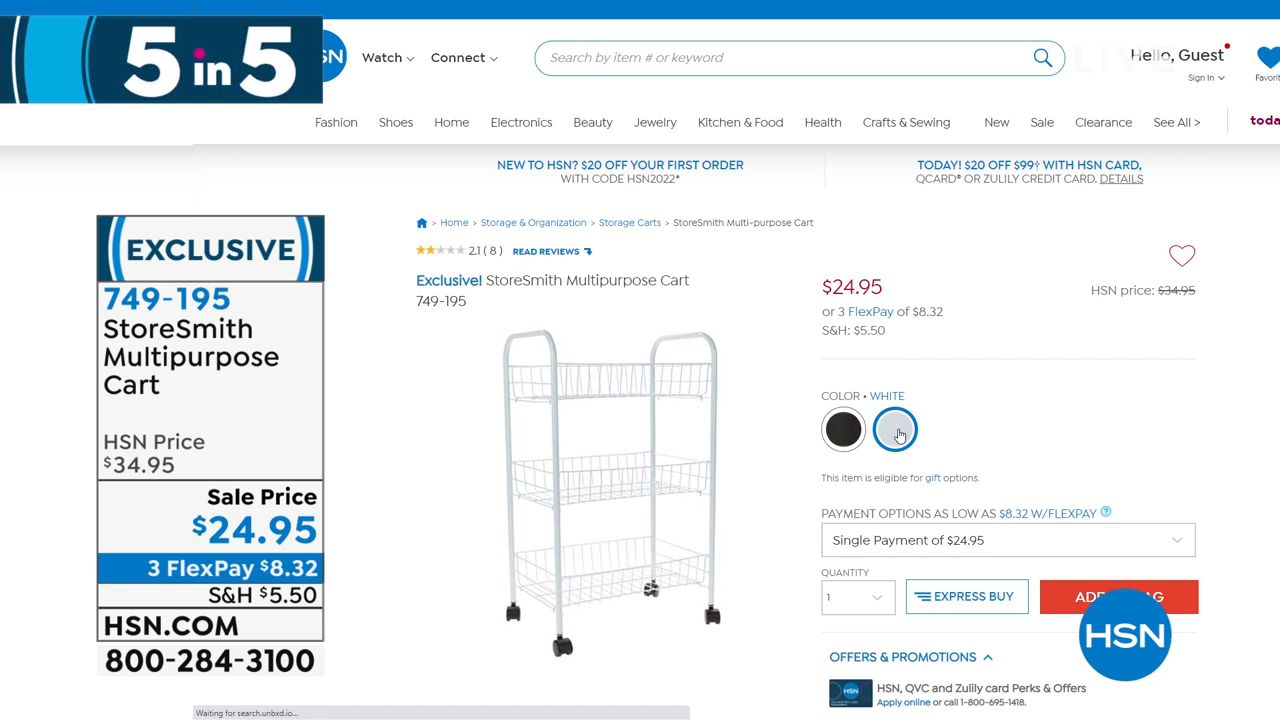 5 in 5
SN
Watch
Connect
Search by item # or keyword
LIVE
Hello, Guest
Sign In
Favorit
Fashion
Shoes
Home
Electronics
Beauty
Jewelry
Kitchen & Food
Health
Crafts & Sewing
New
Sale
Clearance
See All >
toda
NEW TO HSN? $20 OFF YOUR FIRST ORDER
WITH CODE HSN2022*
TODAY! $20 OFF $99† WITH HSN CARD,
QCARD® OR ZULILY CREDIT CARD. DETAILS
EXCLUSIVE
749-195
StoreSmith
Multipurpose
Cart
HSN Price
$34.95
Sale Price
$24.95
3 FlexPay $8.32
S&H $5.50
HSN.COM
800-284-3100
> Home > Storage & Organization > Storage Carts > StoreSmith Multi-purpose Cart
2.1 ( 8 ) READ REVIEWS
Exclusive! StoreSmith Multipurpose Cart
749-195
$24.95
HSN price: $34.95
or 3 FlexPay of $8.32
S&H: $5.50
COLOR • WHITE
This item is eligible for gift options.
PAYMENT OPTIONS AS LOW AS $8.32 W/FLEXPAY ?
Single Payment of $24.95
QUANTITY
1
EXPRESS BUY
HSN
OFFERS & PROMOTIONS
HSN
HSN, QVC and Zulily card Perks & Offers
Apply online or call 1-800-695-1418.
Waiting for search.unbxd.io...